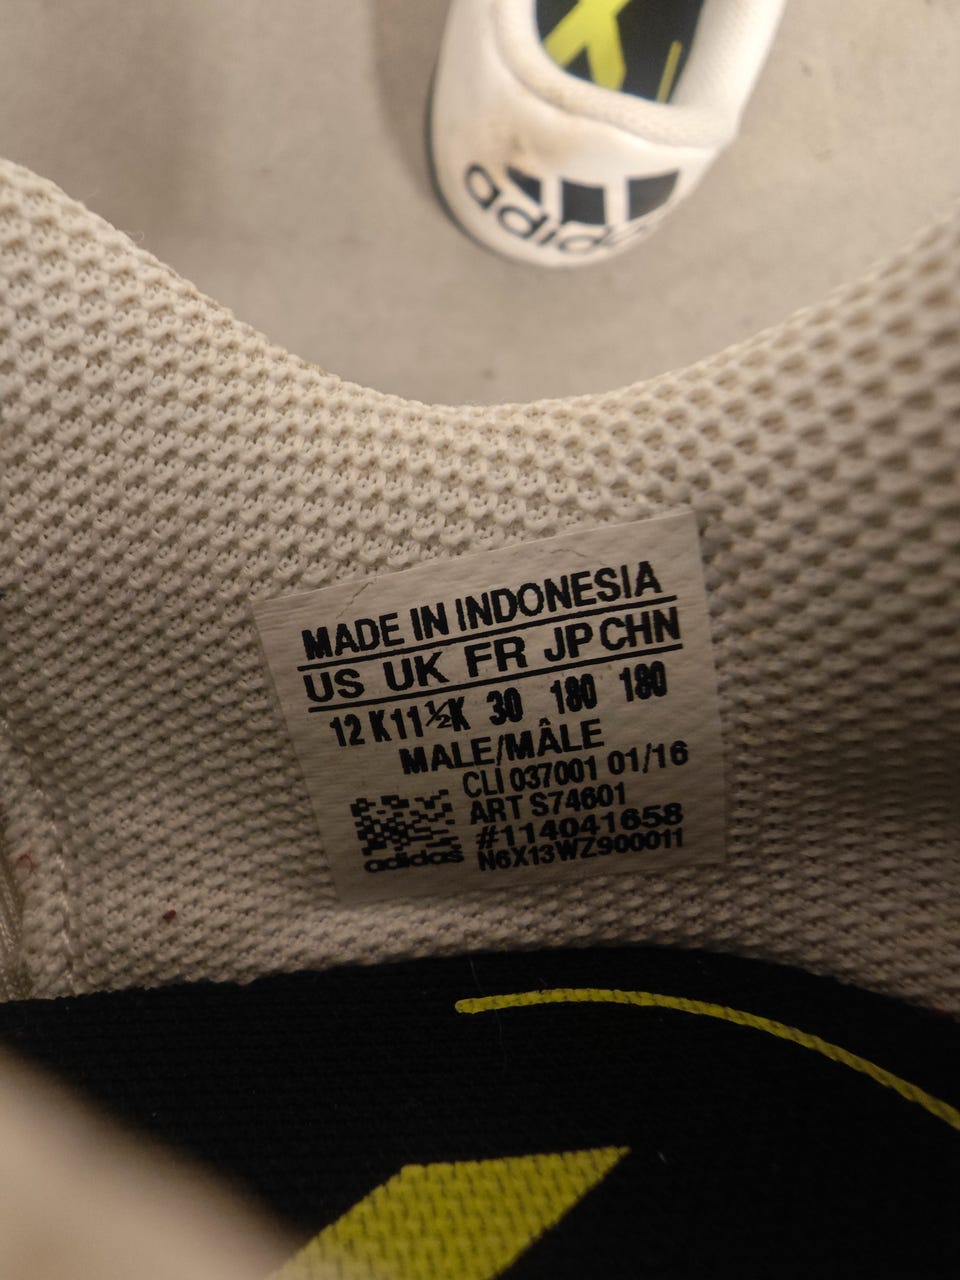 adidas
MADE IN INDONESIA
US UK FR JP CHN
12 K 11½K 30 180 180
MALE/MÂLE
CLI 037001 01/16
ART S74601
#114041658
adidas N6X13WZ900011